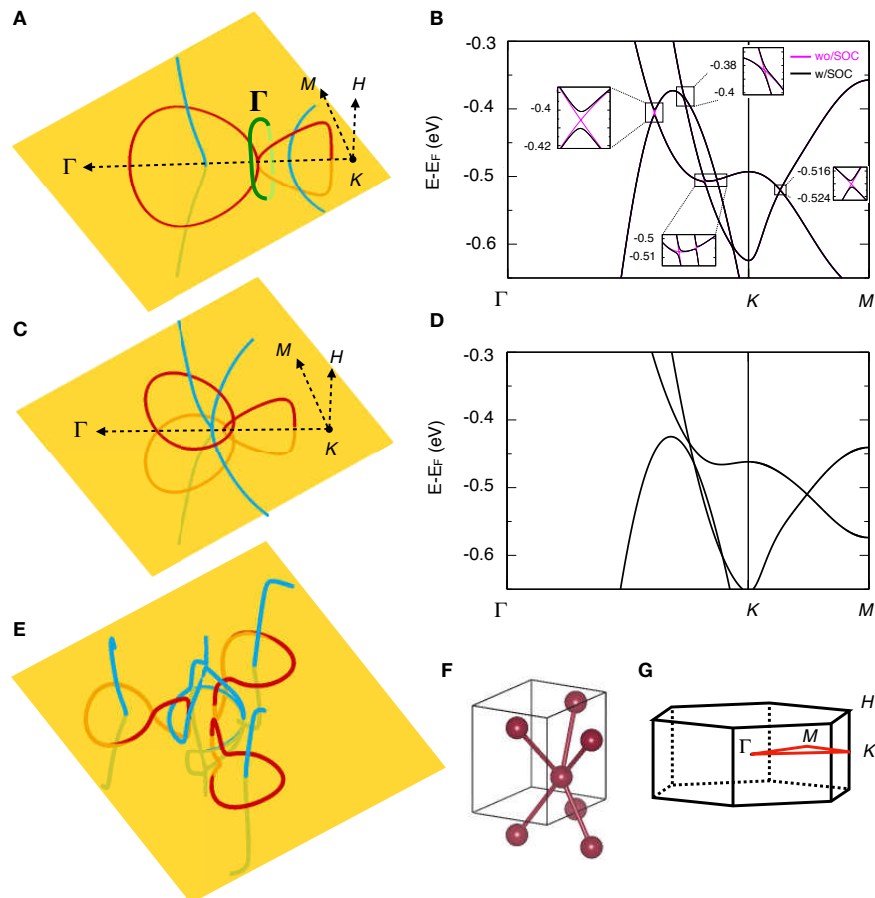 A
M
H
Γ
Γ
K
B
E-EF (eV)
-0.3
-0.4
-0.5
-0.6
wo/SOC
w/SOC
-0.38
-0.4
-0.4
-0.42
-0.516
-0.524
-0.5
-0.51
Γ
K
M
C
M
H
Γ
K
D
E-EF (eV)
-0.3
-0.4
-0.5
-0.6
Γ
K
M
E
F
G
H
Γ
M
K